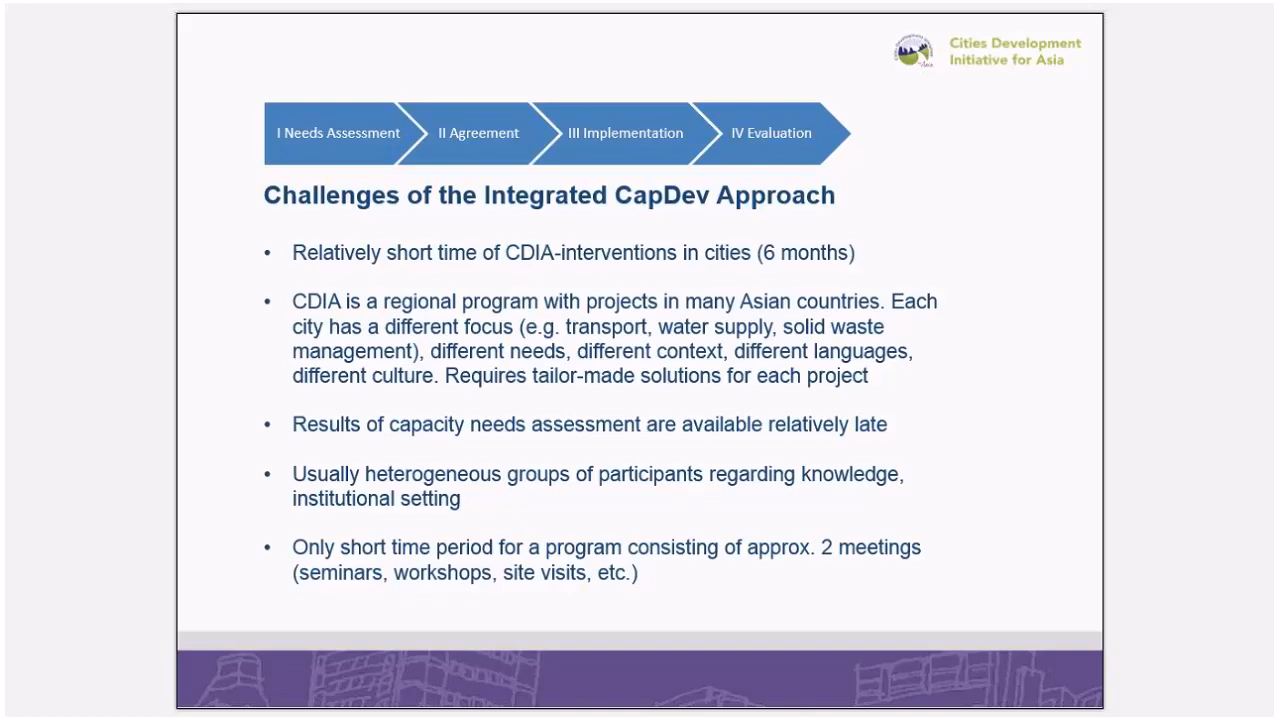 Cities Development
Initiative for Asia
I Needs Assessment
II Agreement
III Implementation
IV Evaluation
Challenges of the Integrated CapDev Approach
• Relatively short time of CDIA-interventions in cities (6 months)
• CDIA is a regional program with projects in many Asian countries. Each
city has a different focus (e.g. transport, water supply, solid waste
management), different needs, different context, different languages,
different culture. Requires tailor-made solutions for each project
• Results of capacity needs assessment are available relatively late
• Usually heterogeneous groups of participants regarding knowledge,
institutional setting
• Only short time period for a program consisting of approx. 2 meetings
(seminars, workshops, site visits, etc.)